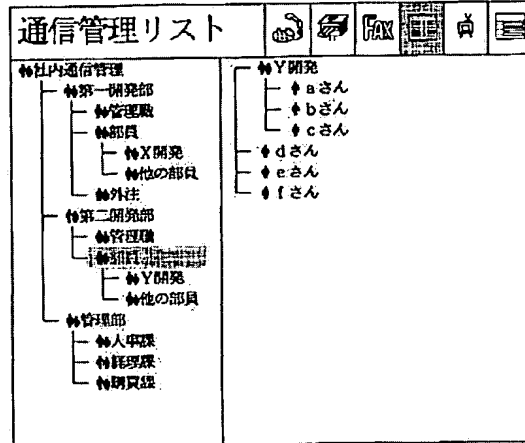 通信管理リスト
FAX
社内通信管理
第一開発部
管理職
部員
X開発
他の部員
外注
第二開発部
管理職
部員
Y開発
他の部員
管理部
人事課
経理課
購買課
Y開発
aさん
bさん
cさん
dさん
eさん
fさん